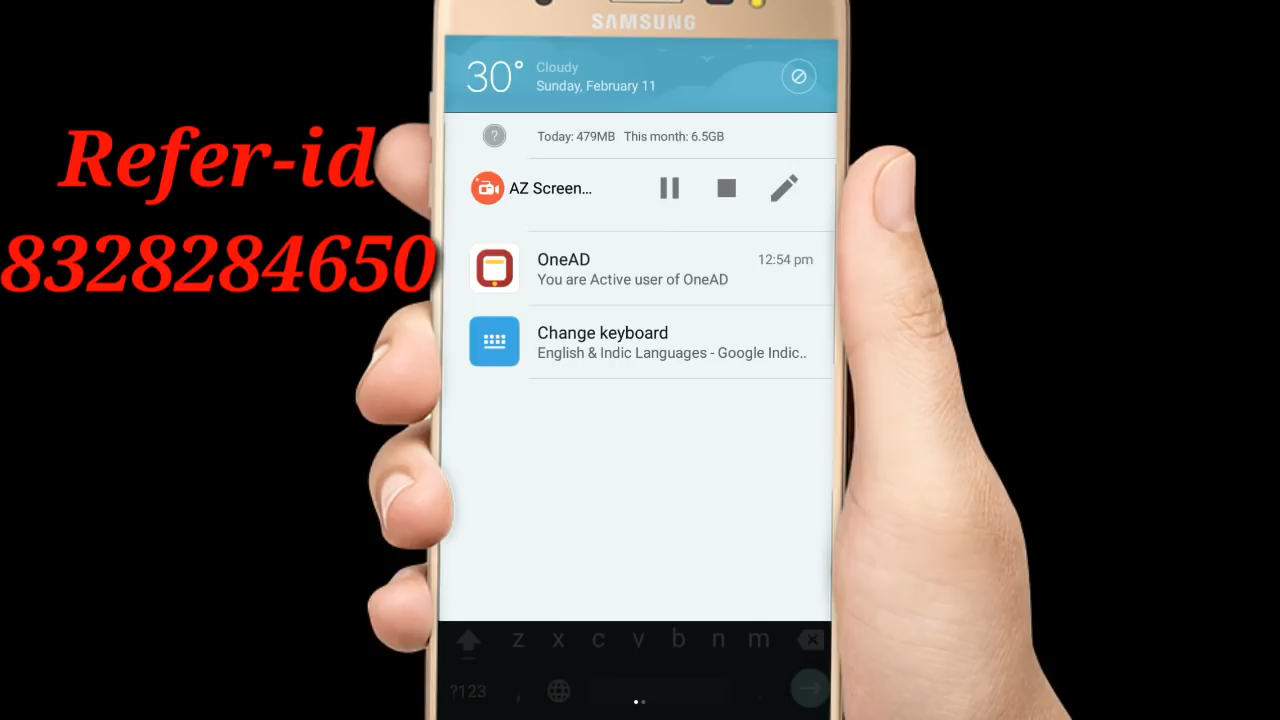 SAMSUNG
30° Cloudy
Sunday, February 11
Refer-id
8328284650
? Today: 479MB This month: 6.5GB
AZ Screen...
OneAD 12:54 pm
You are Active user of OneAD
Change keyboard
English & Indic Languages - Google Indic..
z x c v b n m
?123 , .